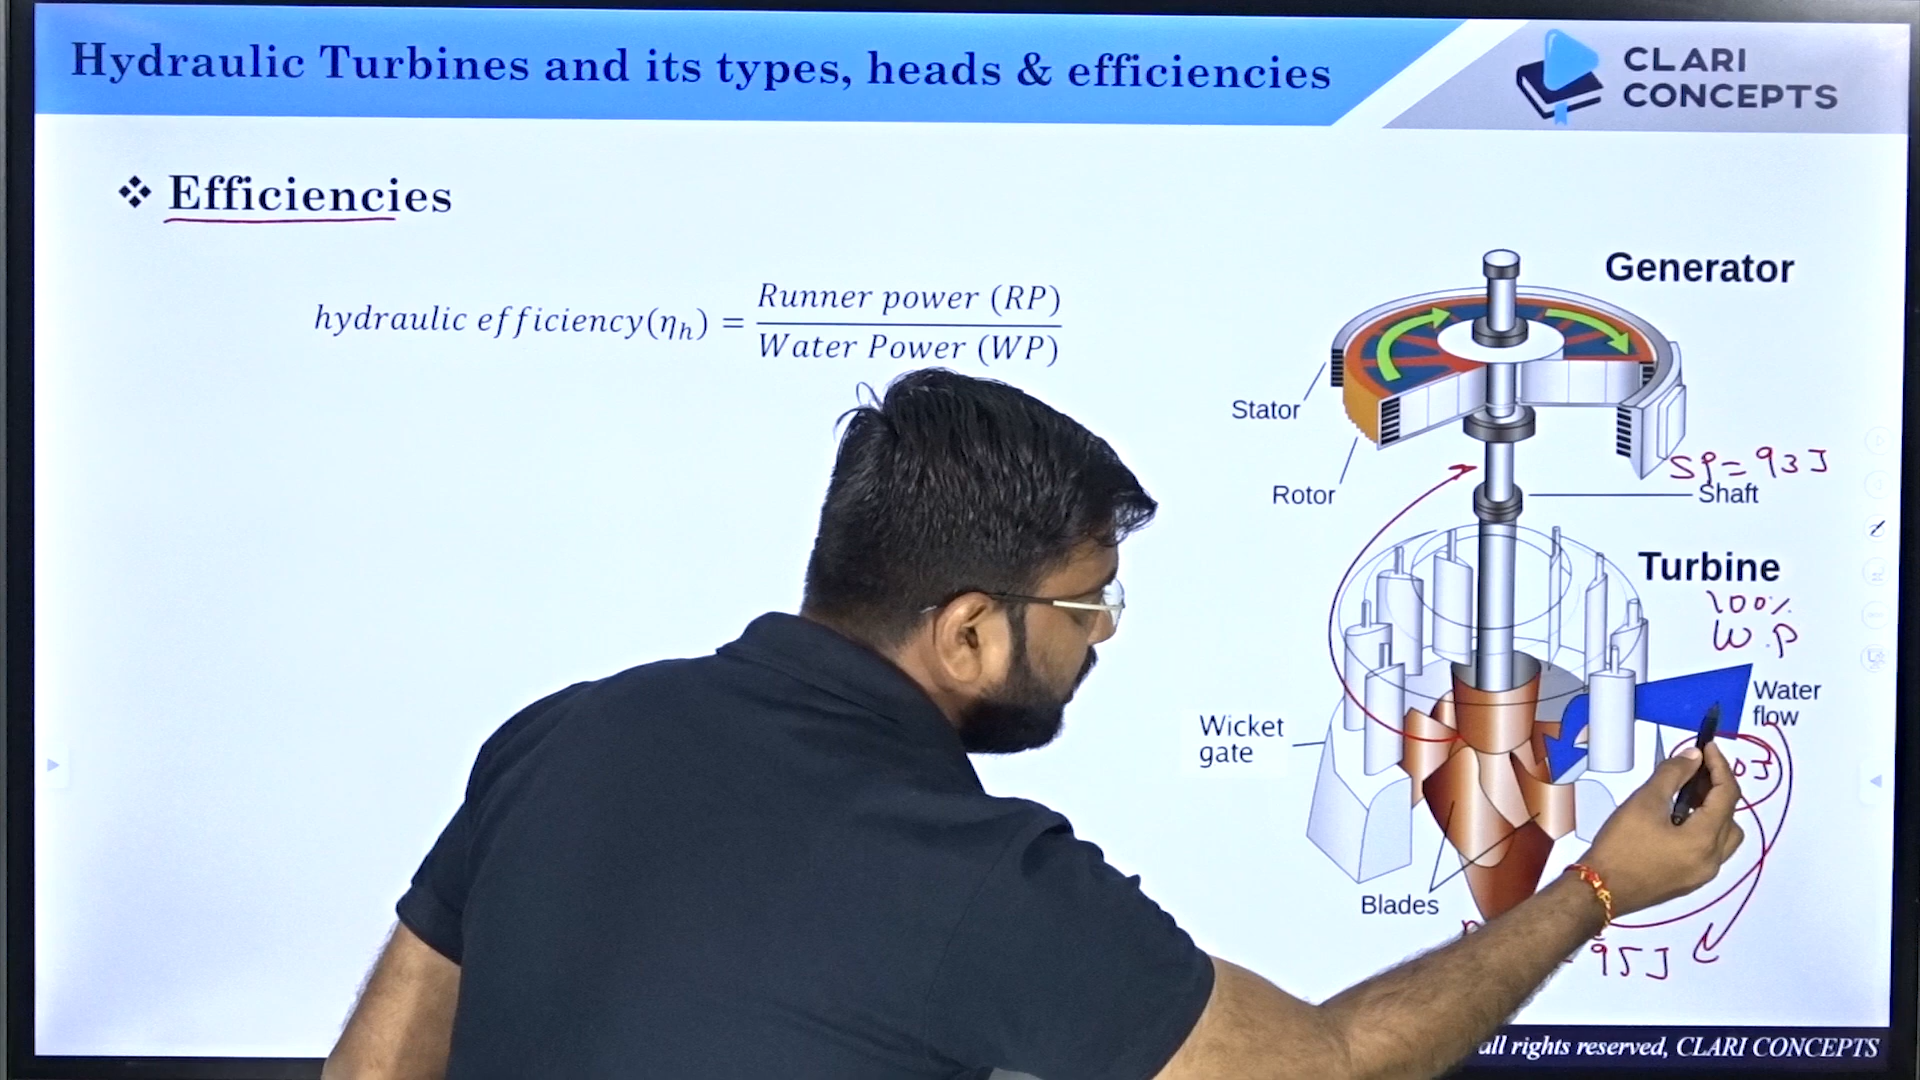 Hydraulic Turbines and its types, heads & efficiencies
CLARI
CONCEPTS
❖ Efficiencies
hydraulic efficiency(ηₕ) = Runner power (RP)
Water Power (WP)
Generator
Stator
Rotor
SP = 93 J
Shaft
Turbine
100%
W.P
Water
flow
Wicket
gate
Blades
95 J
all rights reserved, CLARI CONCEPTS